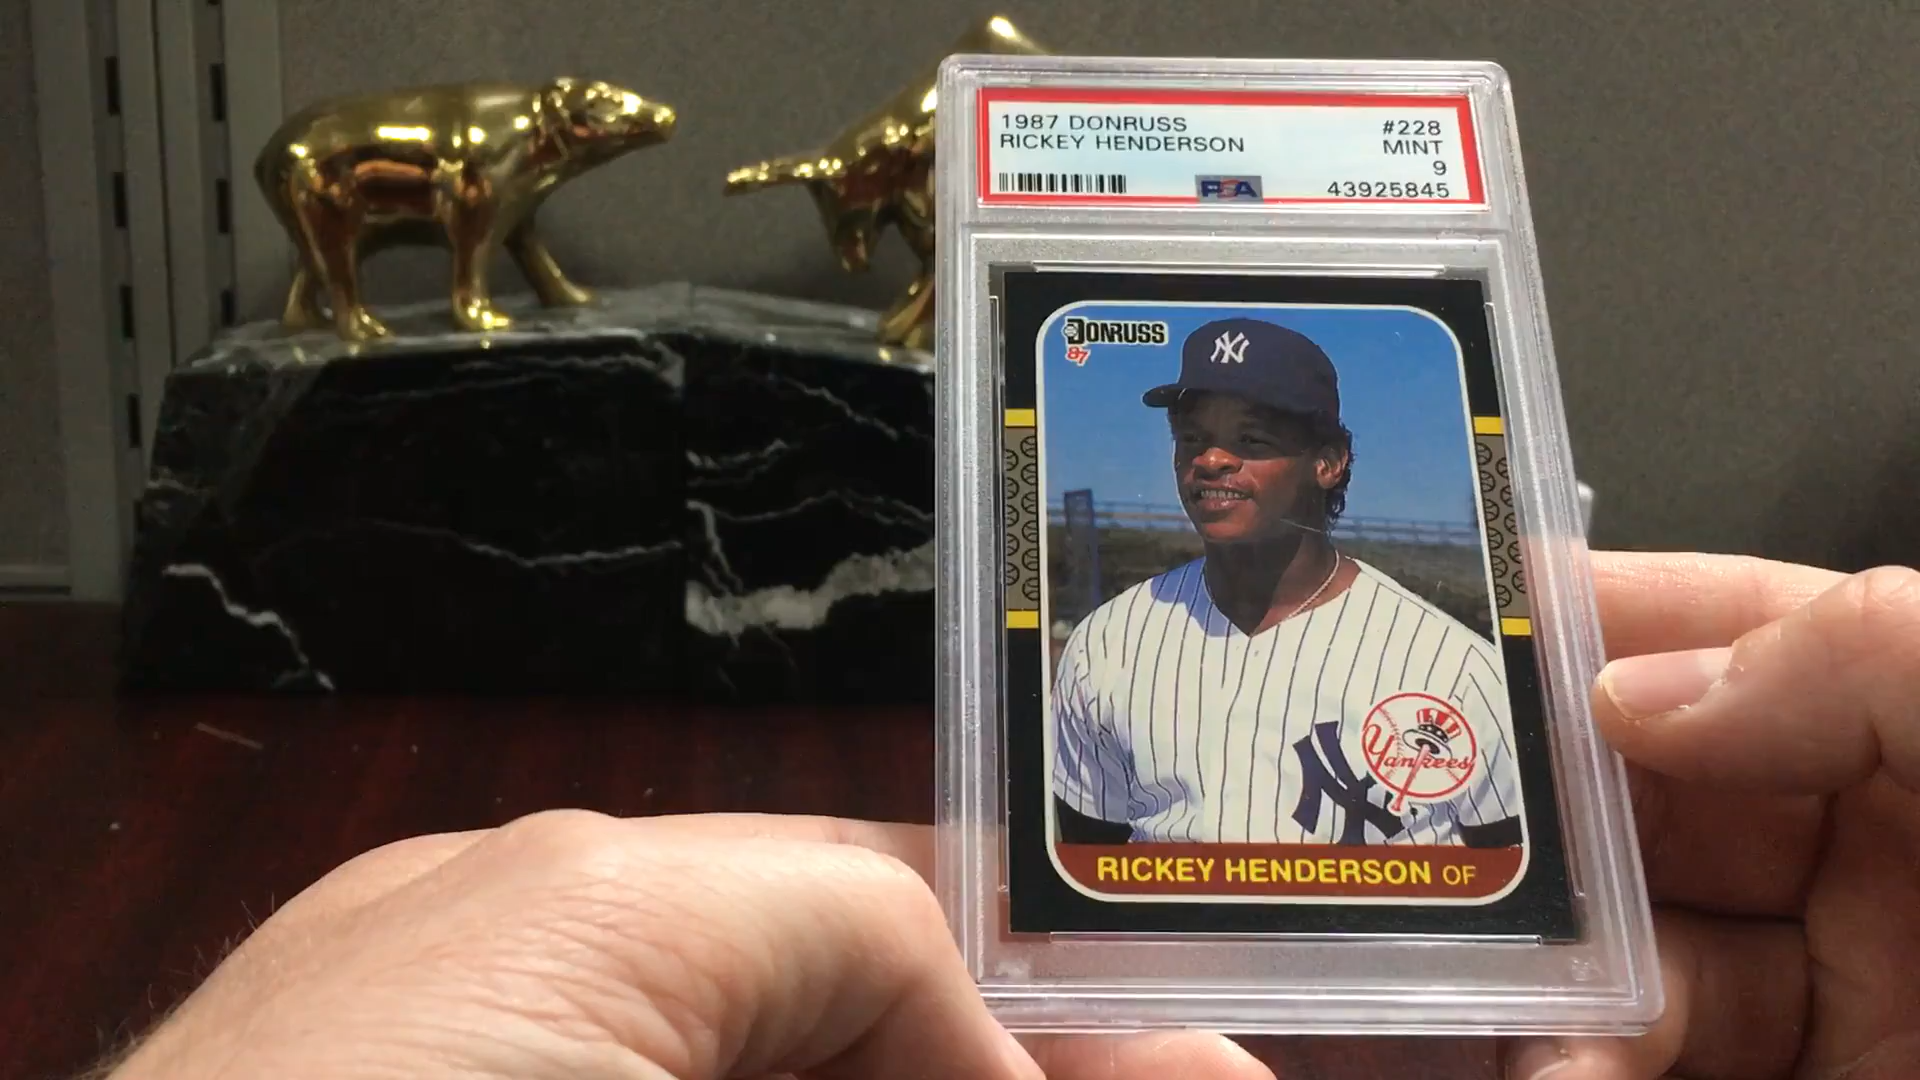 1987 DONRUSS
RICKEY HENDERSON
#228
MINT
9
43925845
PSA
DONRUSS
87
NY
Yankees
NY
RICKEY HENDERSON OF